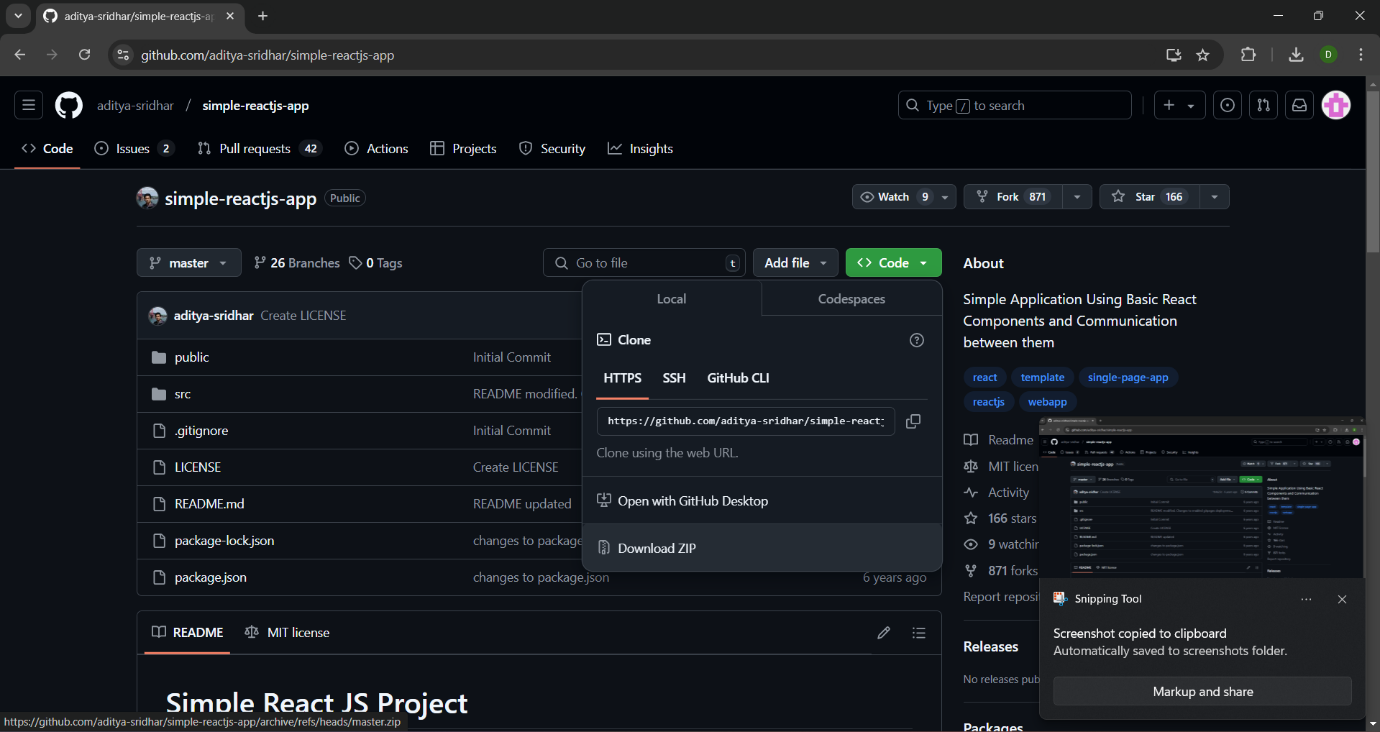 aditya-sridhar/simple-reactjs-ap
github.com/aditya-sridhar/simple-reactjs-app
D
aditya-sridhar / simple-reactjs-app
Type / to search
Code
Issues 2
Pull requests 42
Actions
Projects
Security
Insights
simple-reactjs-app Public
Watch 9
Fork 871
Star 166
master
26 Branches
0 Tags
Go to file t
Add file
Code
Local
Codespaces
Clone
HTTPS SSH GitHub CLI
https://github.com/aditya-sridhar/simple-react
Clone using the web URL.
Open with GitHub Desktop
Download ZIP
aditya-sridhar Create LICENSE
public Initial Commit
src README modified.
.gitignore Initial Commit
LICENSE Create LICENSE
README.md README updated
package-lock.json changes to package
package.json changes to package.json 6 years ago
README
MIT license
Simple React JS Project
About
Simple Application Using Basic React
Components and Communication
between them
react template single-page-app
reactjs webapp
Readme
MIT licen
Activity
166 stars
9 watchin
871 forks
Report reposit
Releases
No releases pub
Packages
Snipping Tool
Screenshot copied to clipboard
Automatically saved to screenshots folder.
Markup and share
https://github.com/aditya-sridhar/simple-reactjs-app/archive/refs/heads/master.zip